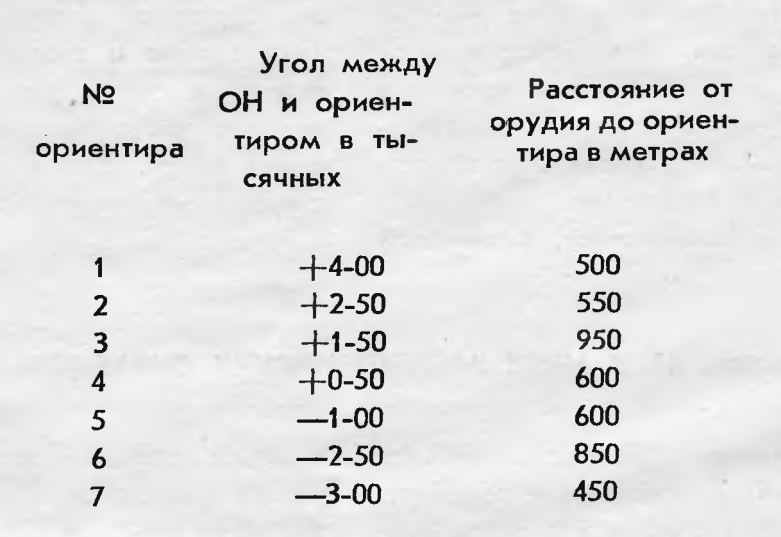 №
ориентира
Угол между
ОН и ориен-
тиром в ты-
сячных
Расстояние от
орудия до ориен-
тира в метрах
1 +4-00 500
2 +2-50 550
3 +1-50 950
4 +0-50 600
5 —1-00 600
6 —2-50 850
7 —3-00 450